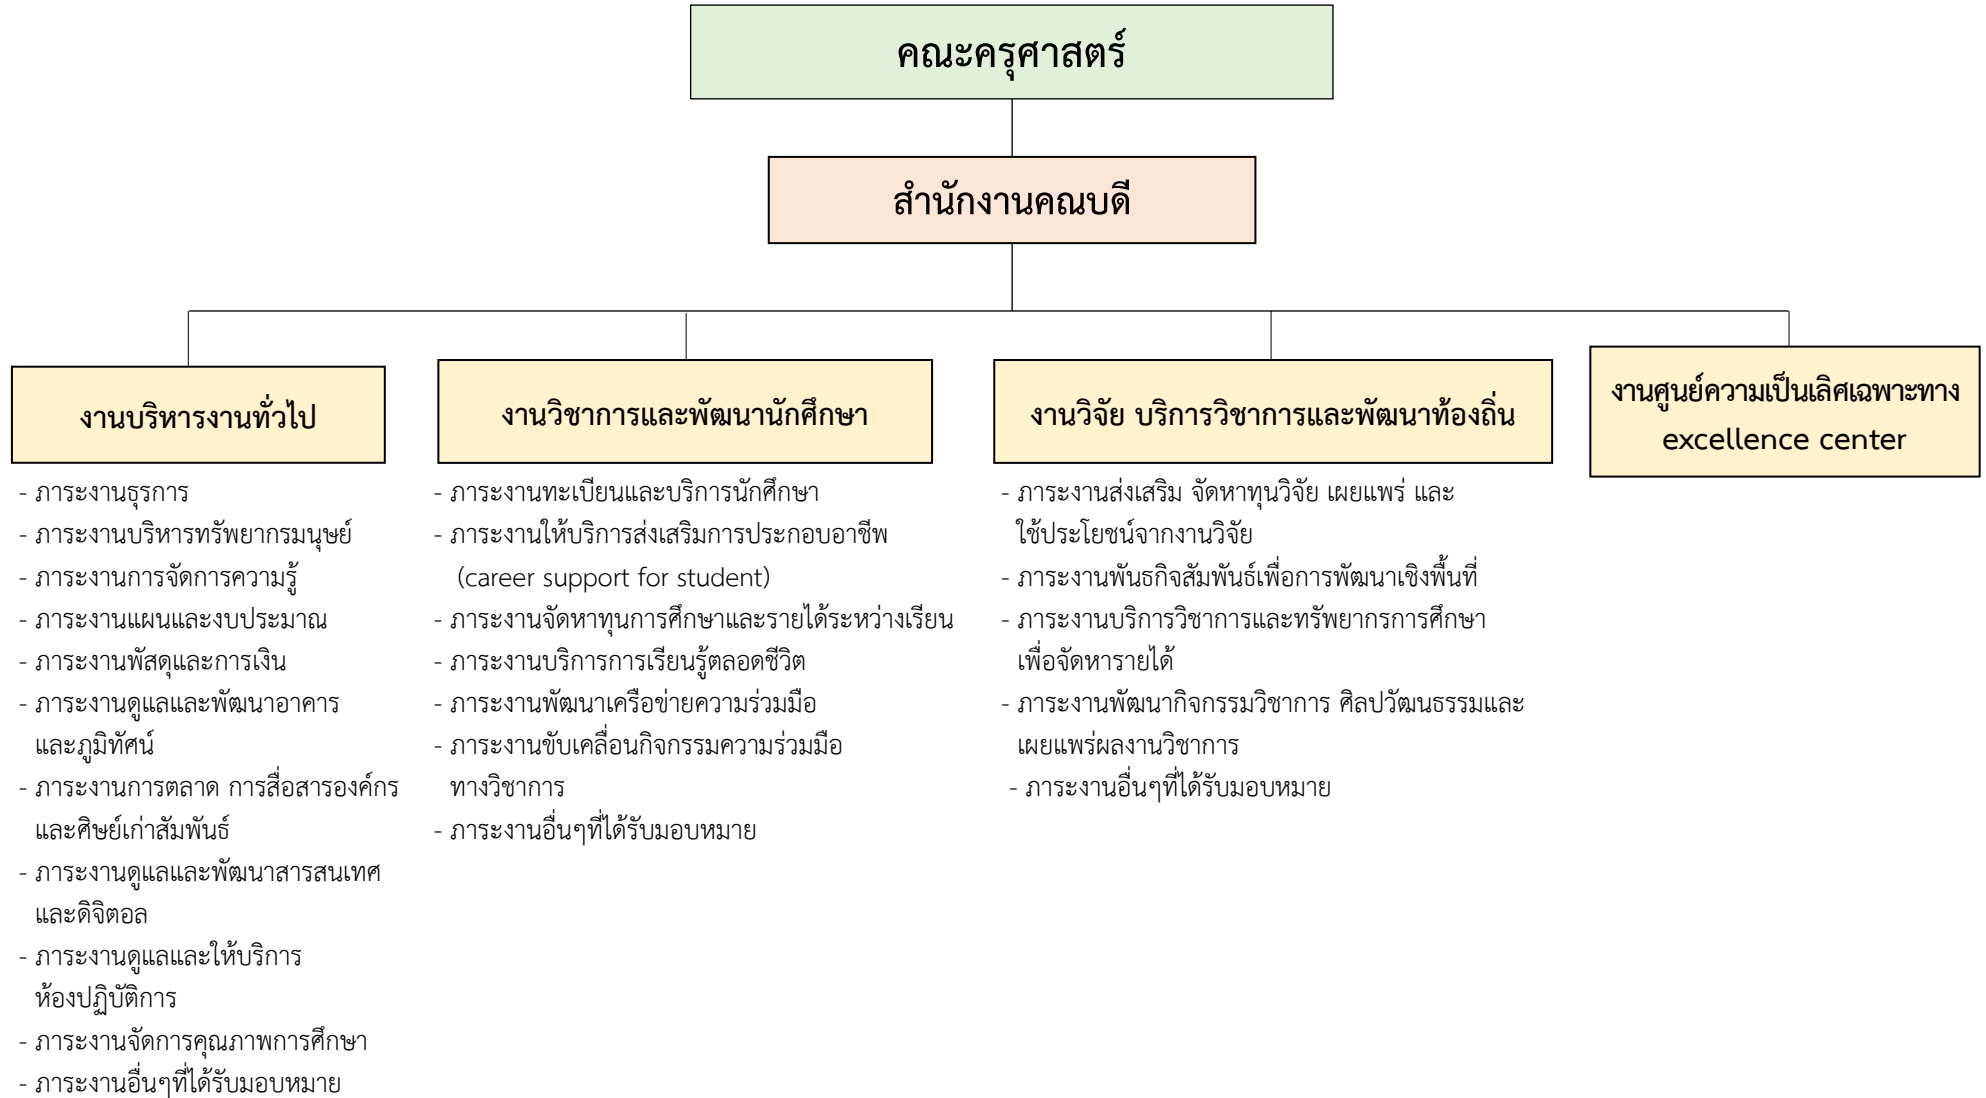 คณะครุศาสตร์
สำนักงานคณบดี
งานบริหารงานทั่วไป
- ภาระงานธุรการ
- ภาระงานบริหารทรัพยากรมนุษย์
- ภาระงานการจัดการความรู้
- ภาระงานแผนและงบประมาณ
- ภาระงานพัสดุและการเงิน
- ภาระงานดูแลและพัฒนาอาคาร
และภูมิทัศน์
- ภาระงานการตลาด การสื่อสารองค์กร
และศิษย์เก่าสัมพันธ์
- ภาระงานดูแลและพัฒนาสารสนเทศ
และดิจิตอล
- ภาระงานดูแลและให้บริการ
ห้องปฏิบัติการ
- ภาระงานจัดการคุณภาพการศึกษา
- ภาระงานอื่นๆที่ได้รับมอบหมาย
งานวิชาการและพัฒนานักศึกษา
- ภาระงานทะเบียนและบริการนักศึกษา
- ภาระงานให้บริการส่งเสริมการประกอบอาชีพ
(career support for student)
- ภาระงานจัดหาทุนการศึกษาและรายได้ระหว่างเรียน
- ภาระงานบริการการเรียนรู้ตลอดชีวิต
- ภาระงานพัฒนาเครือข่ายความร่วมมือ
- ภาระงานขับเคลื่อนกิจกรรมความร่วมมือ
ทางวิชาการ
- ภาระงานอื่นๆที่ได้รับมอบหมาย
งานวิจัย บริการวิชาการและพัฒนาท้องถิ่น
- ภาระงานส่งเสริม จัดหาทุนวิจัย เผยแพร่ และ
ใช้ประโยชน์จากงานวิจัย
- ภาระงานพันธกิจสัมพันธ์เพื่อการพัฒนาเชิงพื้นที่
- ภาระงานบริการวิชาการและทรัพยากรการศึกษา
เพื่อจัดหารายได้
- ภาระงานพัฒนากิจกรรมวิชาการ ศิลปวัฒนธรรมและ
เผยแพร่ผลงานวิชาการ
- ภาระงานอื่นๆที่ได้รับมอบหมาย
งานศูนย์ความเป็นเลิศเฉพาะทาง
excellence center